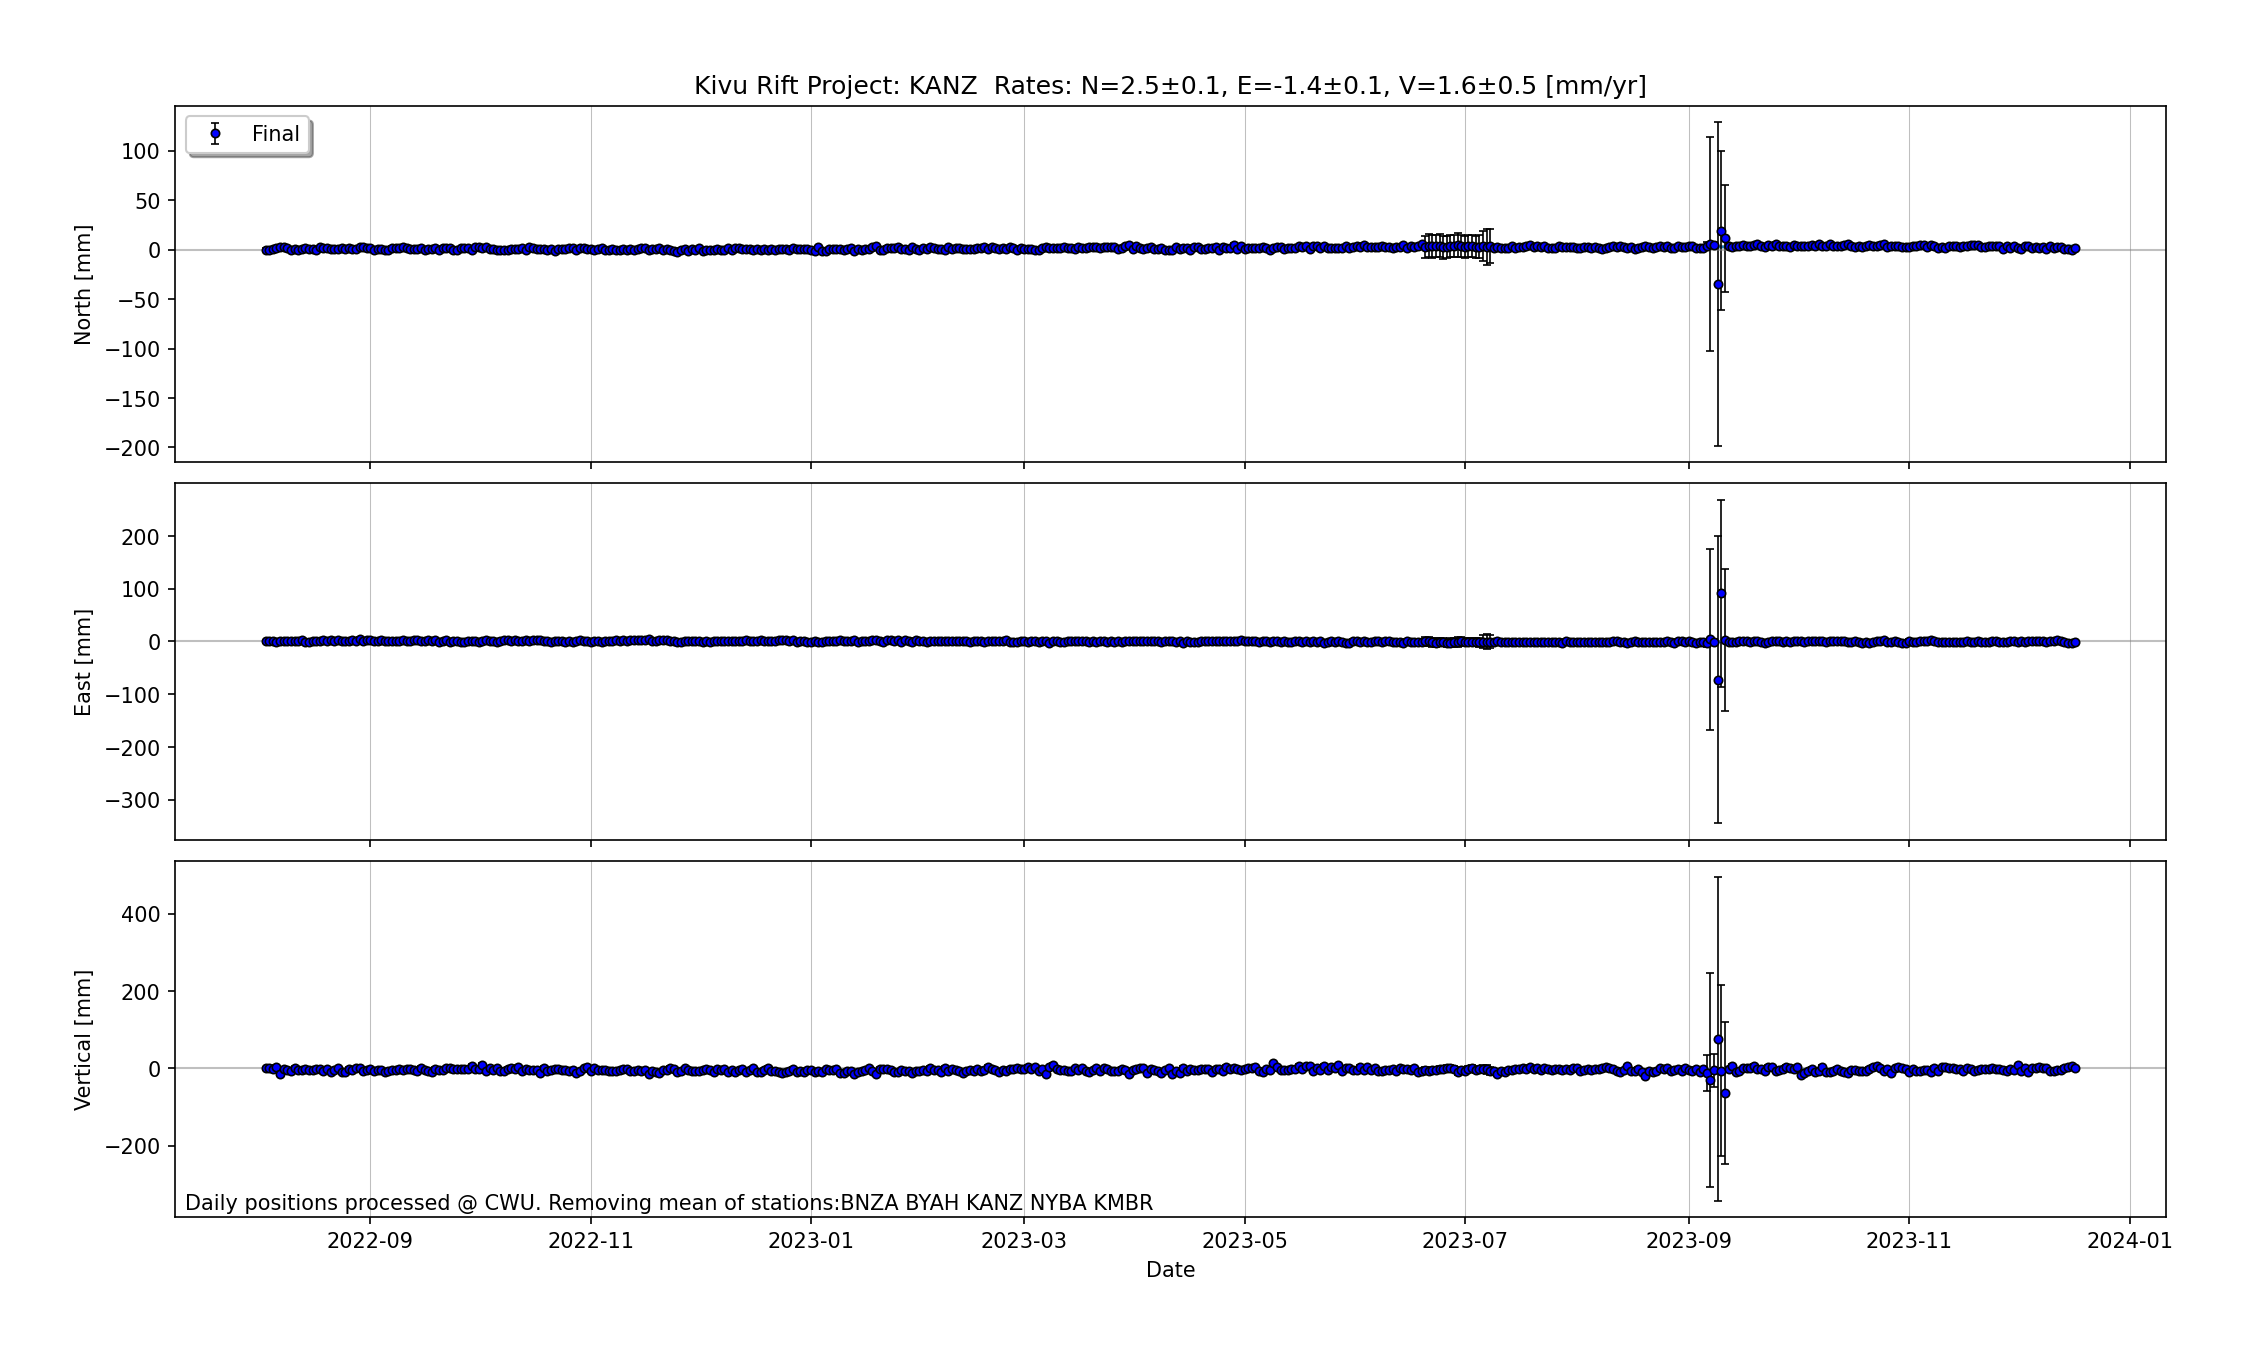 Kivu Rift Project: KANZ  Rates: N=2.5±0.1, E=-1.4±0.1, V=1.6±0.5 [mm/yr]
Final
North [mm]
100
50
0
−50
−100
−150
−200
East [mm]
200
100
0
−100
−200
−300
Vertical [mm]
400
200
0
−200
Daily positions processed @ CWU. Removing mean of stations:BNZA BYAH KANZ NYBA KMBR
2022-09 2022-11 2023-01 2023-03 2023-05 2023-07 2023-09 2023-11 2024-01
Date